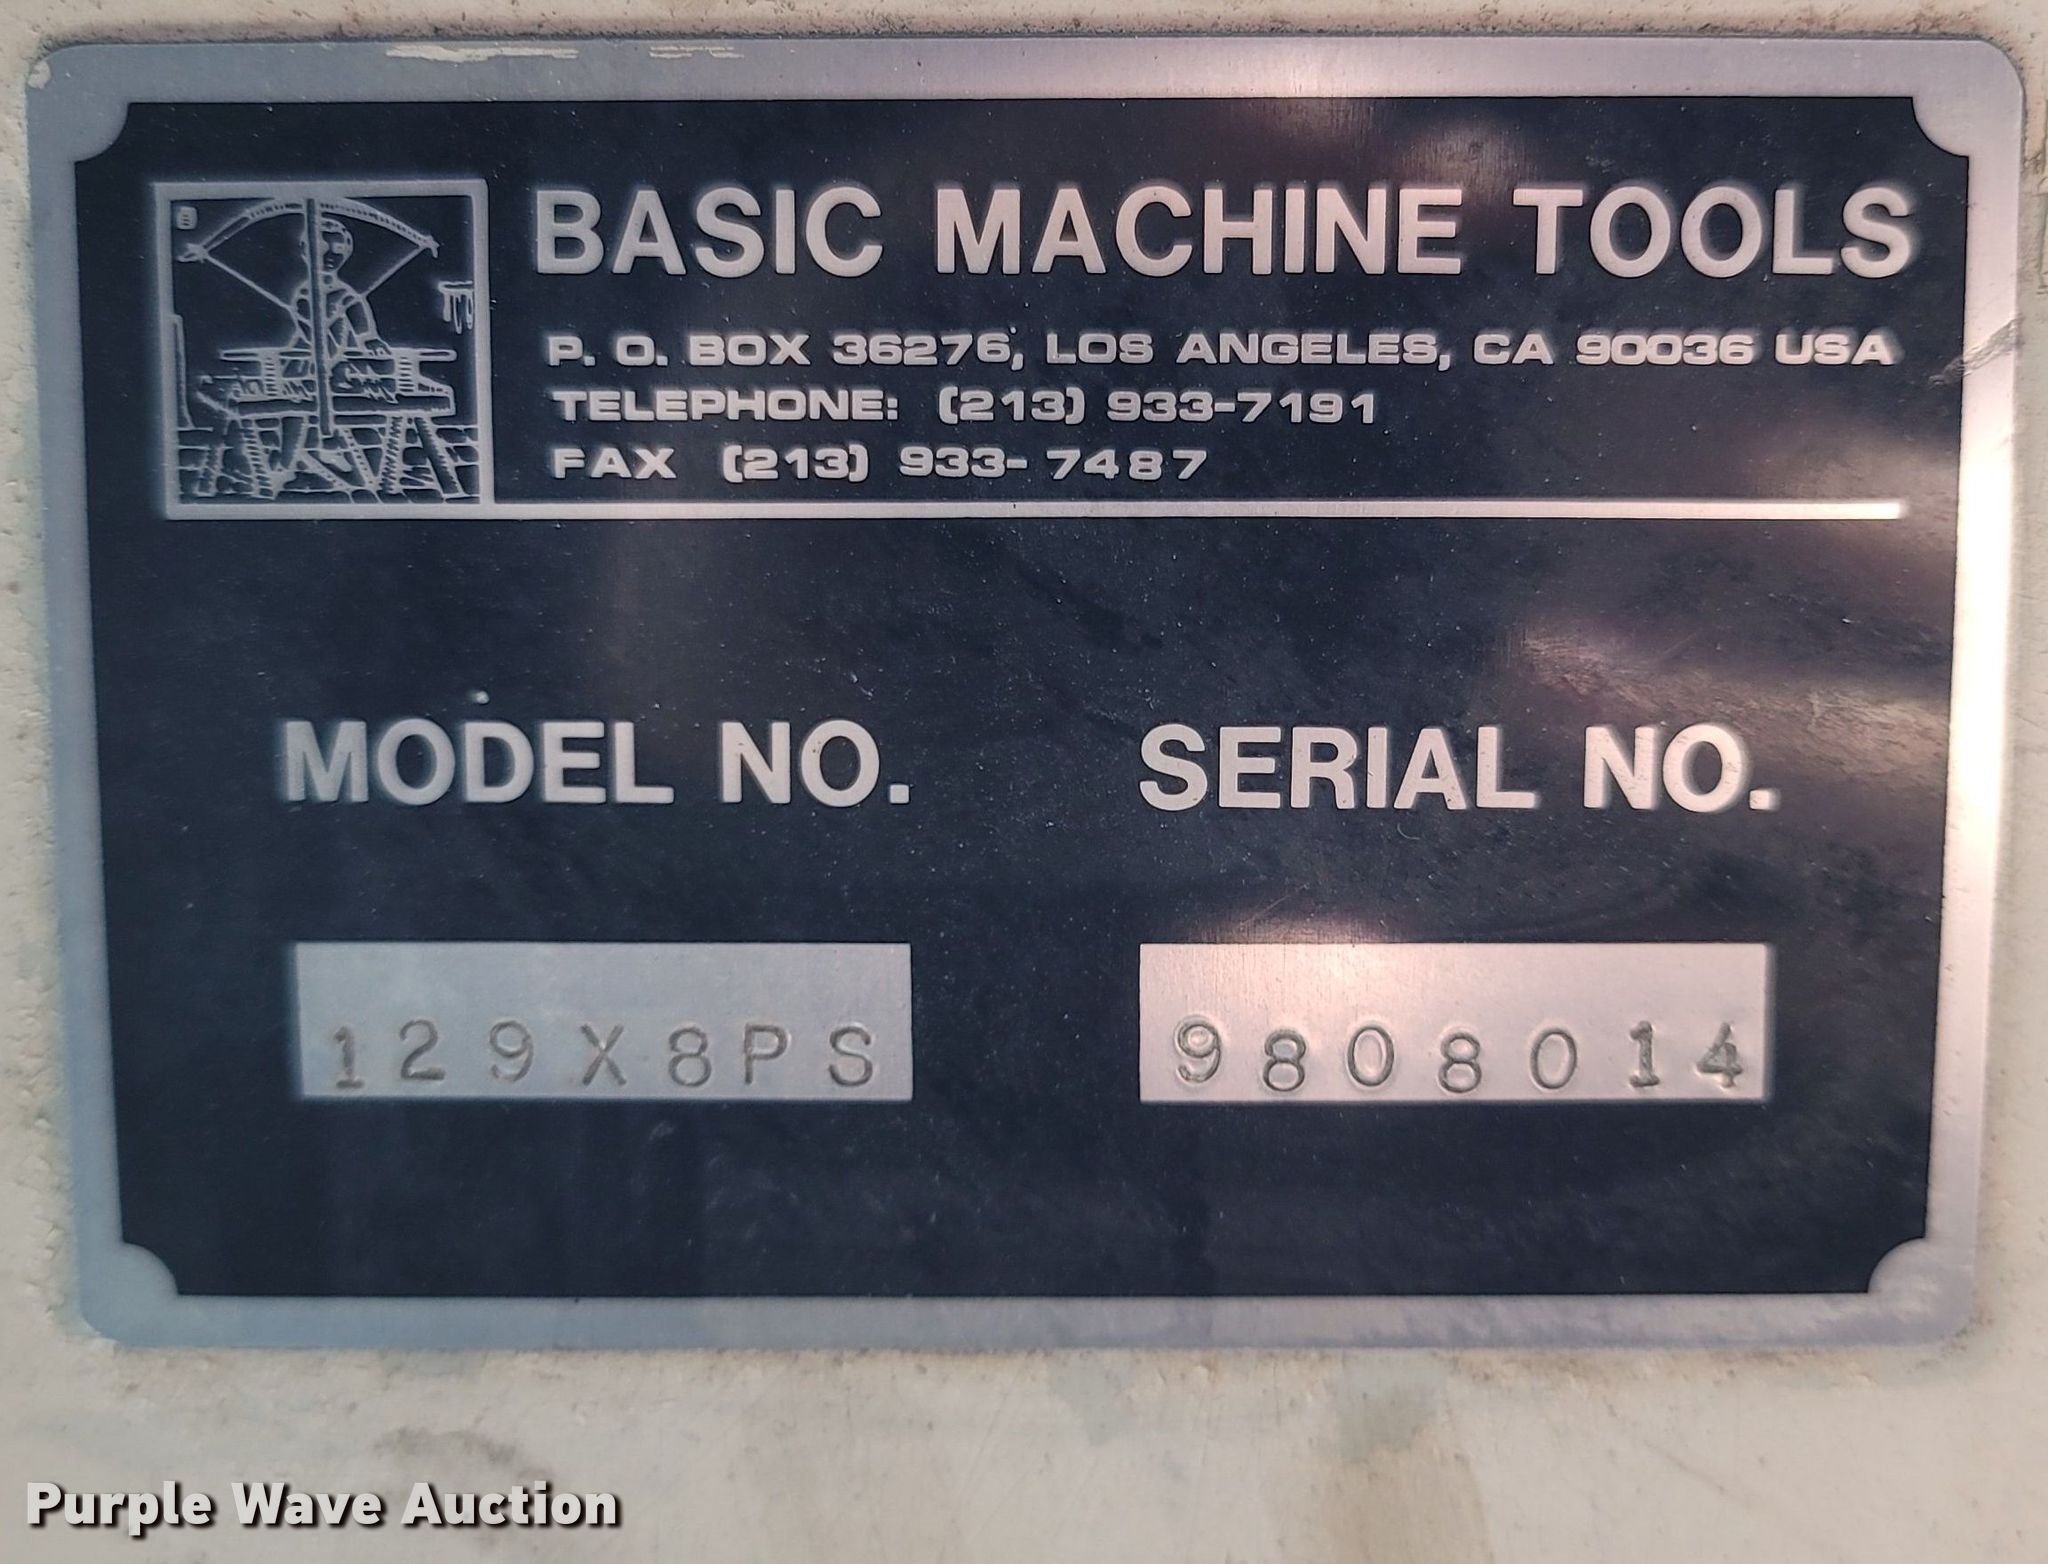 BASIC MACHINE TOOLS
P. O. BOX 36276, LOS ANGELES, CA 90036 USA
TELEPHONE: (213) 933-7191
FAX (213) 933-7487
MODEL NO. SERIAL NO.
129X8PS 9808014
Purple Wave Auction